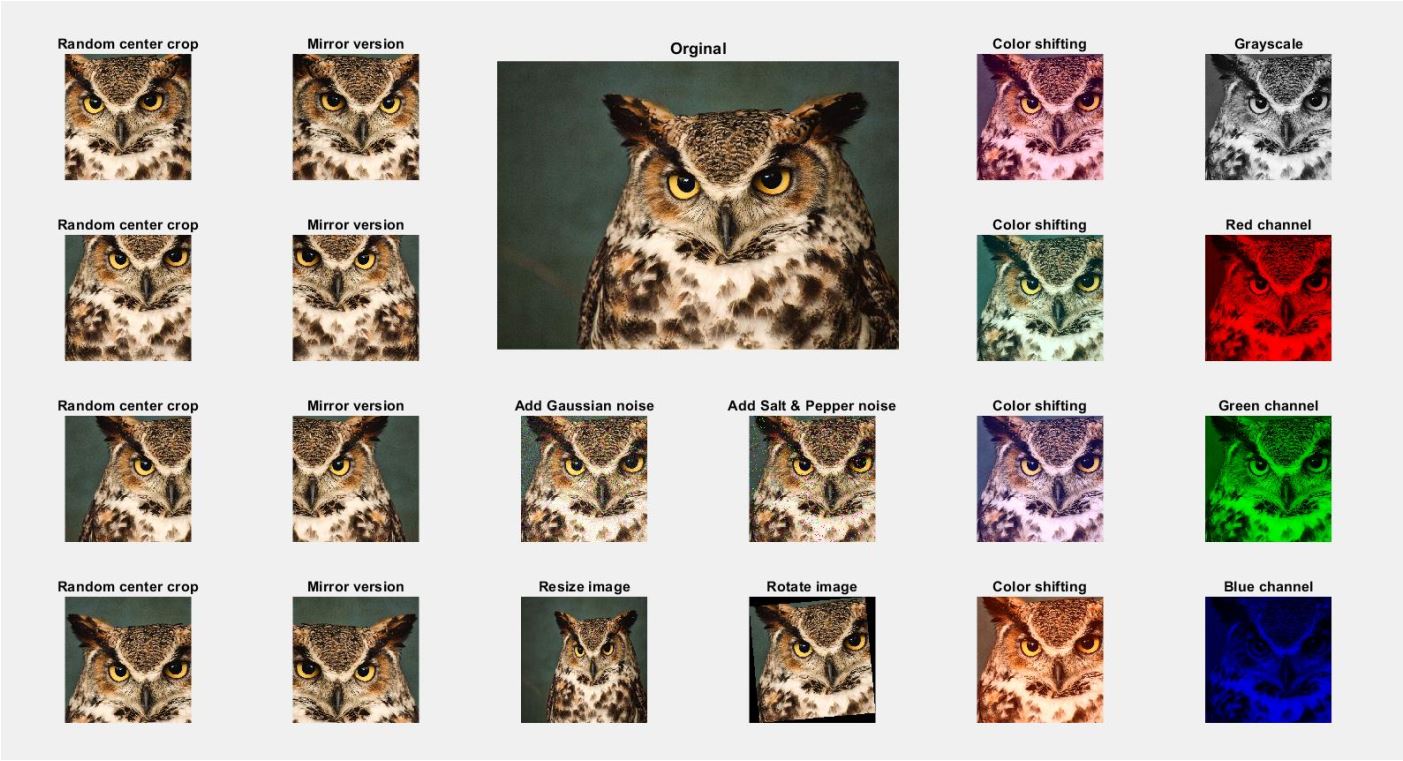 Random center crop
Mirror version
Orginal
Color shifting
Grayscale
Random center crop
Mirror version
Color shifting
Red channel
Random center crop
Mirror version
Add Gaussian noise
Add Salt & Pepper noise
Color shifting
Green channel
Random center crop
Mirror version
Resize image
Rotate image
Color shifting
Blue channel